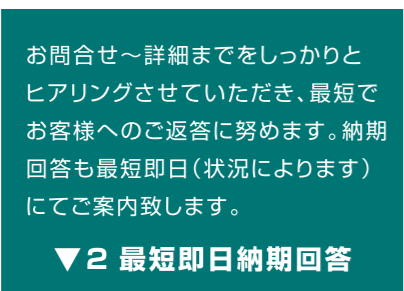 お問合せ～詳細までをしっかりと
ヒアリングさせていただき、最短で
お客様へのご返答に努めます。納期
回答も最短即日（状況によります）
にてご案内致します。
▼2 最短即日納期回答